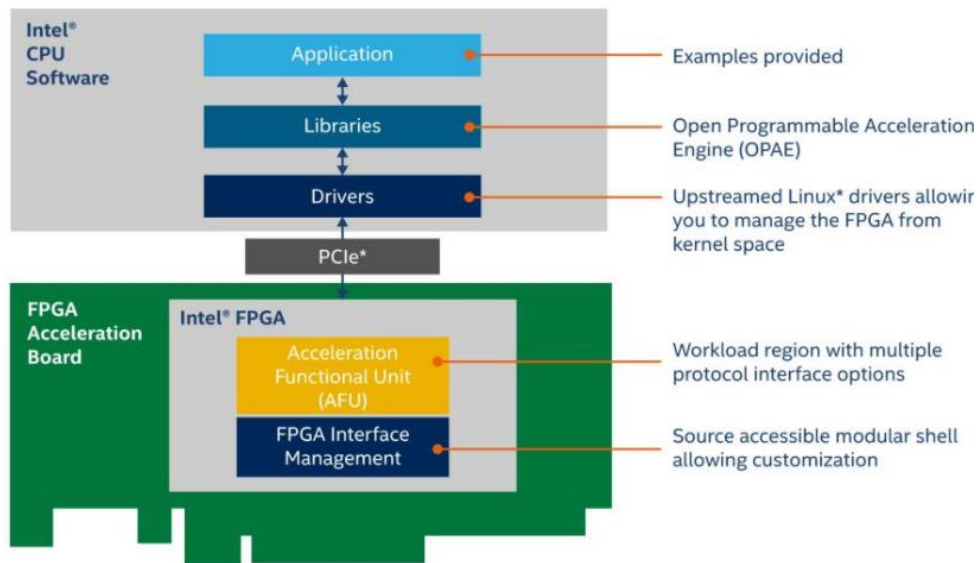 Intel®
CPU
Software
Application
Examples provided
Libraries
Open Programmable Acceleration
Engine (OPAE)
Drivers
Upstreamed Linux* drivers allowin
you to manage the FPGA from
kernel space
PCIe*
FPGA
Acceleration
Board
Intel® FPGA
Acceleration
Functional Unit
(AFU)
Workload region with multiple
protocol interface options
FPGA Interface
Management
Source accessible modular shell
allowing customization